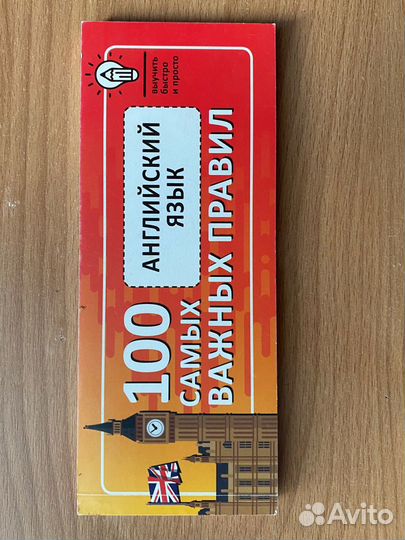 выучить
быстро
и просто
100
АНГЛИЙСКИЙ
ЯЗЫК
САМЫХ
ВАЖНЫХ ПРАВИЛ
Avito